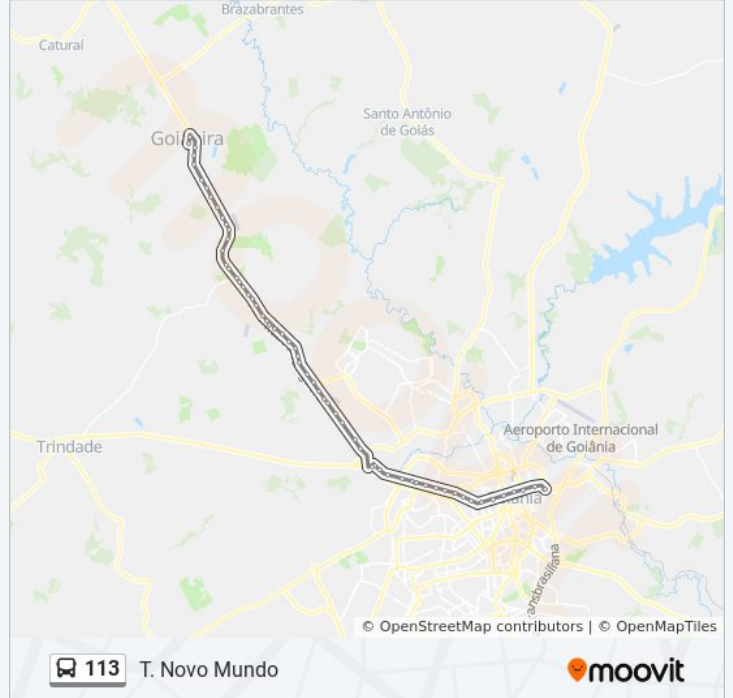 Brazabrantes
Caturaí
Santo Antônio
de Goiás
Aeroporto Internacional
de Goiânia
Trindade
© OpenStreetMap contributors | © OpenMapTiles
113 T. Novo Mundo
moovit